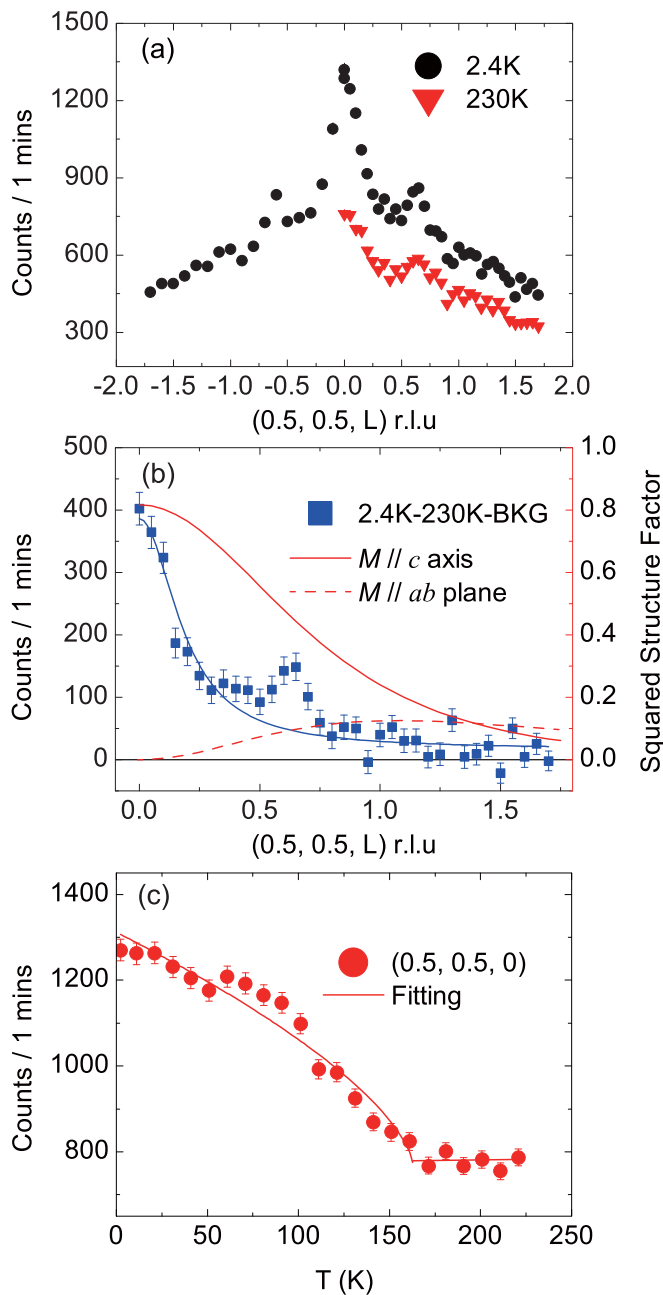 (a)
2.4K
230K
Counts / 1 mins
1500
1200
900
600
300
-2.0 -1.5 -1.0 -0.5 0.0 0.5 1.0 1.5 2.0
(0.5, 0.5, L) r.l.u
(b)
2.4K-230K-BKG
M // c axis
M // ab plane
Counts / 1 mins
500
400
300
200
100
0
Squared Structure Factor
1.0
0.8
0.6
0.4
0.2
0.0
0.0 0.5 1.0 1.5
(0.5, 0.5, L) r.l.u
(c)
(0.5, 0.5, 0)
Fitting
Counts / 1 mins
1400
1200
1000
800
0 50 100 150 200 250
T (K)